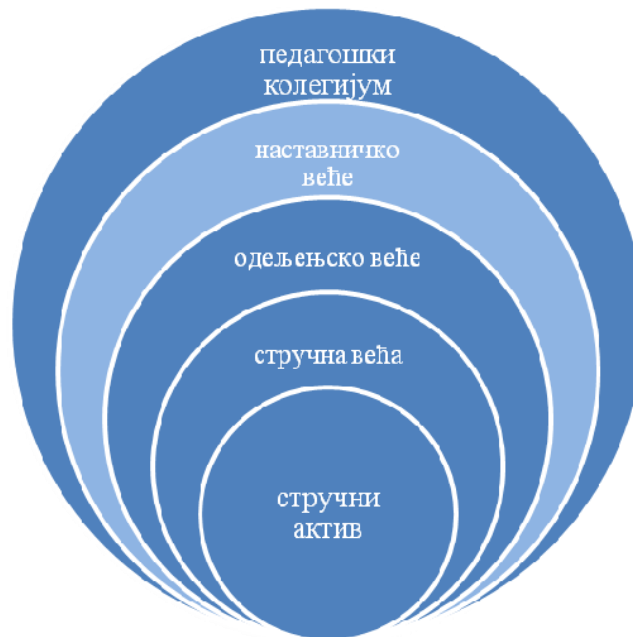 педагошки
колегијум
наставничко
веће
одељењско веће
стручна већа
стручни
актив